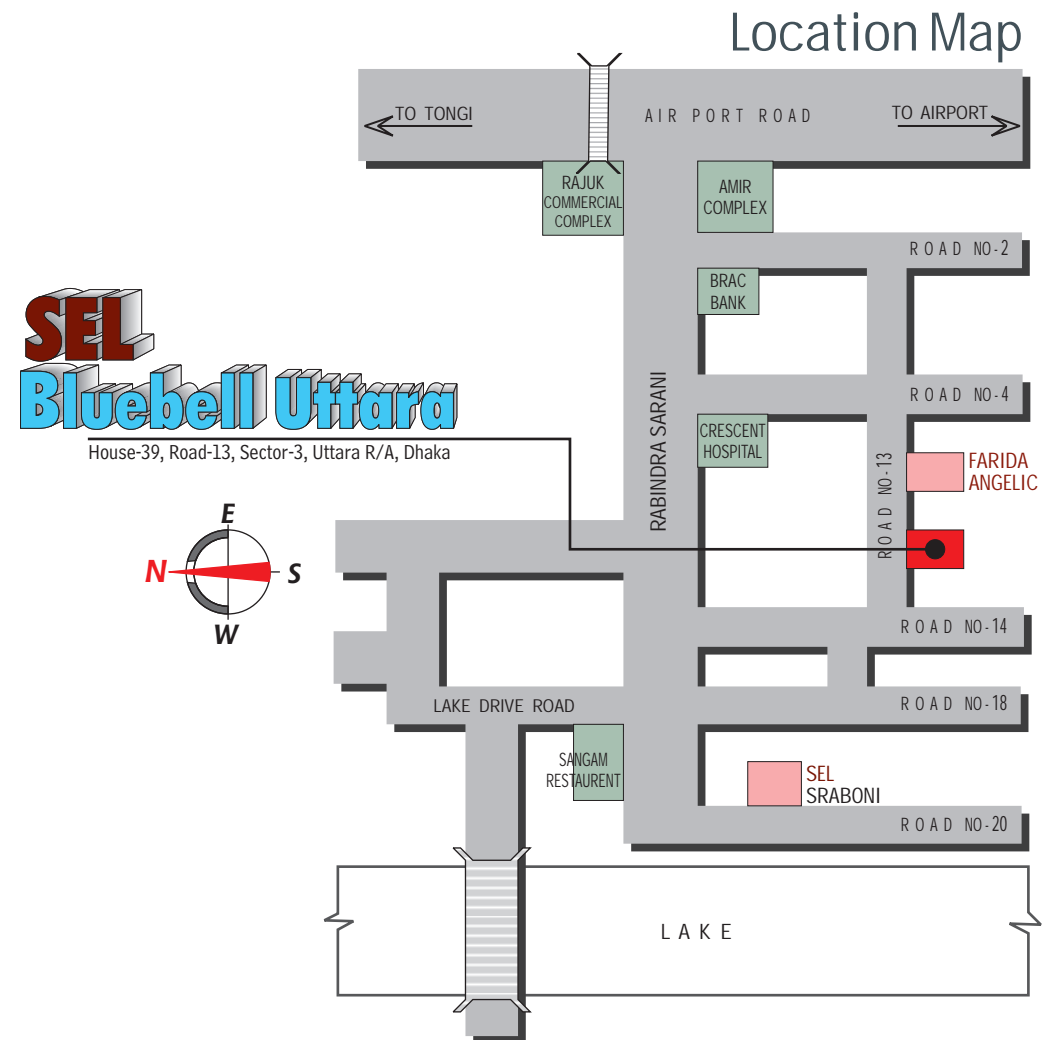 Location Map
TO TONGI
AIR PORT ROAD
TO AIRPORT
RAJUK
COMMERCIAL
COMPLEX
AMIR
COMPLEX
ROAD NO-2
BRAC
BANK
SEL
Bluebell Uttara
House-39, Road-13, Sector-3, Uttara R/A, Dhaka
RABINDRA SARANI
ROAD NO-4
CRESCENT
HOSPITAL
ROAD NO-13
FARIDA
ANGELIC
E
N
S
W
ROAD NO-14
LAKE DRIVE ROAD
ROAD NO-18
SANGAM
RESTAURENT
SEL
SRABONI
ROAD NO-20
LAKE